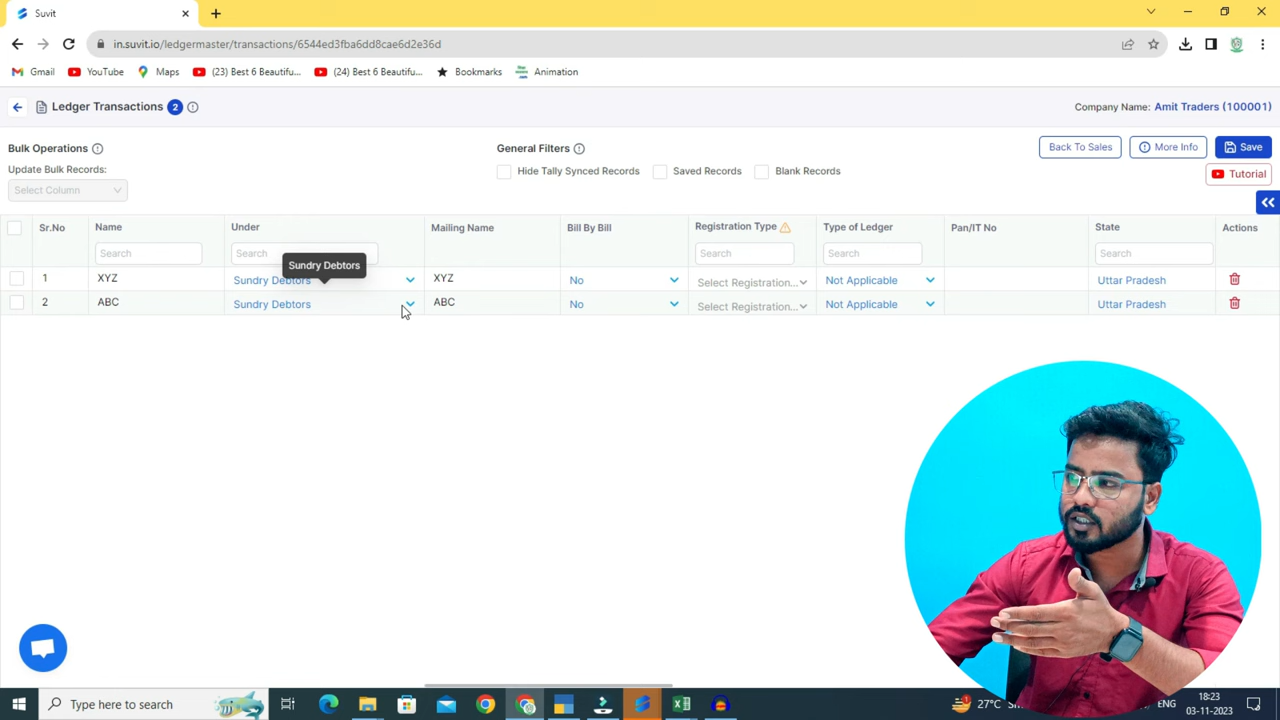 Suvit
in.suvit.io/ledgermaster/transactions/6544ed3fba6dd8cae6d2e36d
Gmail YouTube Maps (23) Best 6 Beautifu... (24) Best 6 Beautifu... Bookmarks Animation
Ledger Transactions 2
Company Name: Amit Traders (100001)
Bulk Operations
General Filters
Back To Sales More Info Save
Update Bulk Records:
Hide Tally Synced Records Saved Records Blank Records
Tutorial
Select Column
Sr.No Name Under Mailing Name Bill By Bill Registration Type Type of Ledger Pan/IT No State Actions
Search Search Search Search Search
Sundry Debtors
1 XYZ Sundry Debtors XYZ No Select Registration... Not Applicable Uttar Pradesh
2 ABC Sundry Debtors ABC No Select Registration... Not Applicable Uttar Pradesh
Type here to search
27°C
ENG
18:23
03-11-2023